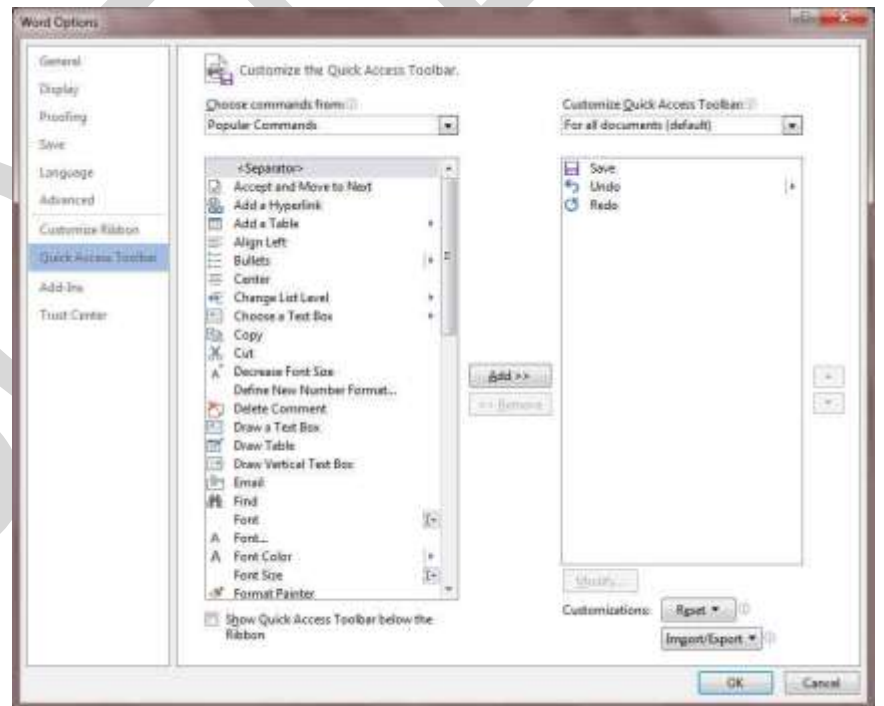 Word Options
General
Display
Proofing
Save
Language
Advanced
Customize Ribbon
Quick Access Toolbar
Add-Ins
Trust Center
Customize the Quick Access Toolbar.
Choose commands from:
Popular Commands
<Separator>
Accept and Move to Next
Add a Hyperlink
Add a Table
Align Left
Bullets
Center
Change List Level
Choose a Text Box
Copy
Cut
Decrease Font Size
Define New Number Format...
Delete Comment
Draw a Text Box
Draw Table
Draw Vertical Text Box
Email
Find
Font
Font...
Font Color
Font Size
Format Painter
Show Quick Access Toolbar below the
Ribbon
Add >>
<< Remove
Customize Quick Access Toolbar:
For all documents (default)
Save
Undo
Redo
Modify...
Customizations:
Reset
Import/Export
OK
Cancel